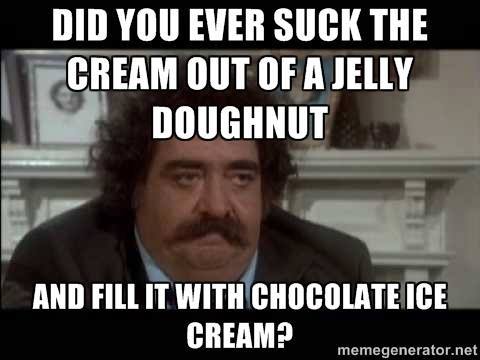 DID YOU EVER SUCK THE
CREAM OUT OF A JELLY
DOUGHNUT
AND FILL IT WITH CHOCOLATE ICE
CREAM?
memegenerator.net